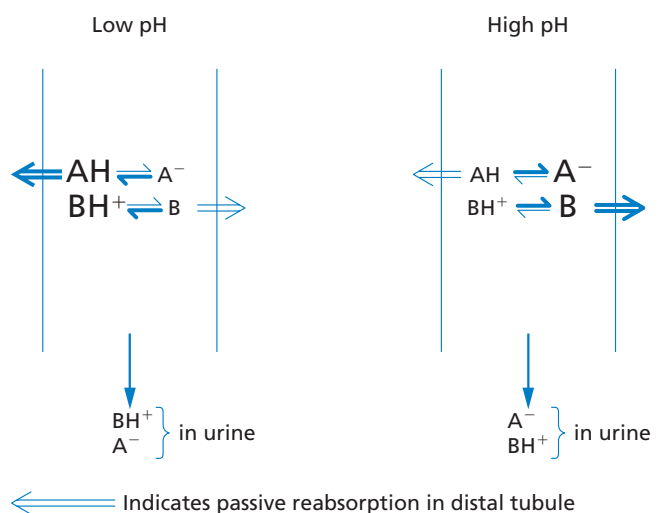 Low pH
High pH
AH A⁻
BH⁺ B
AH A⁻
BH⁺ B
BH⁺
A⁻
in urine
A⁻
BH⁺
in urine
Indicates passive reabsorption in distal tubule